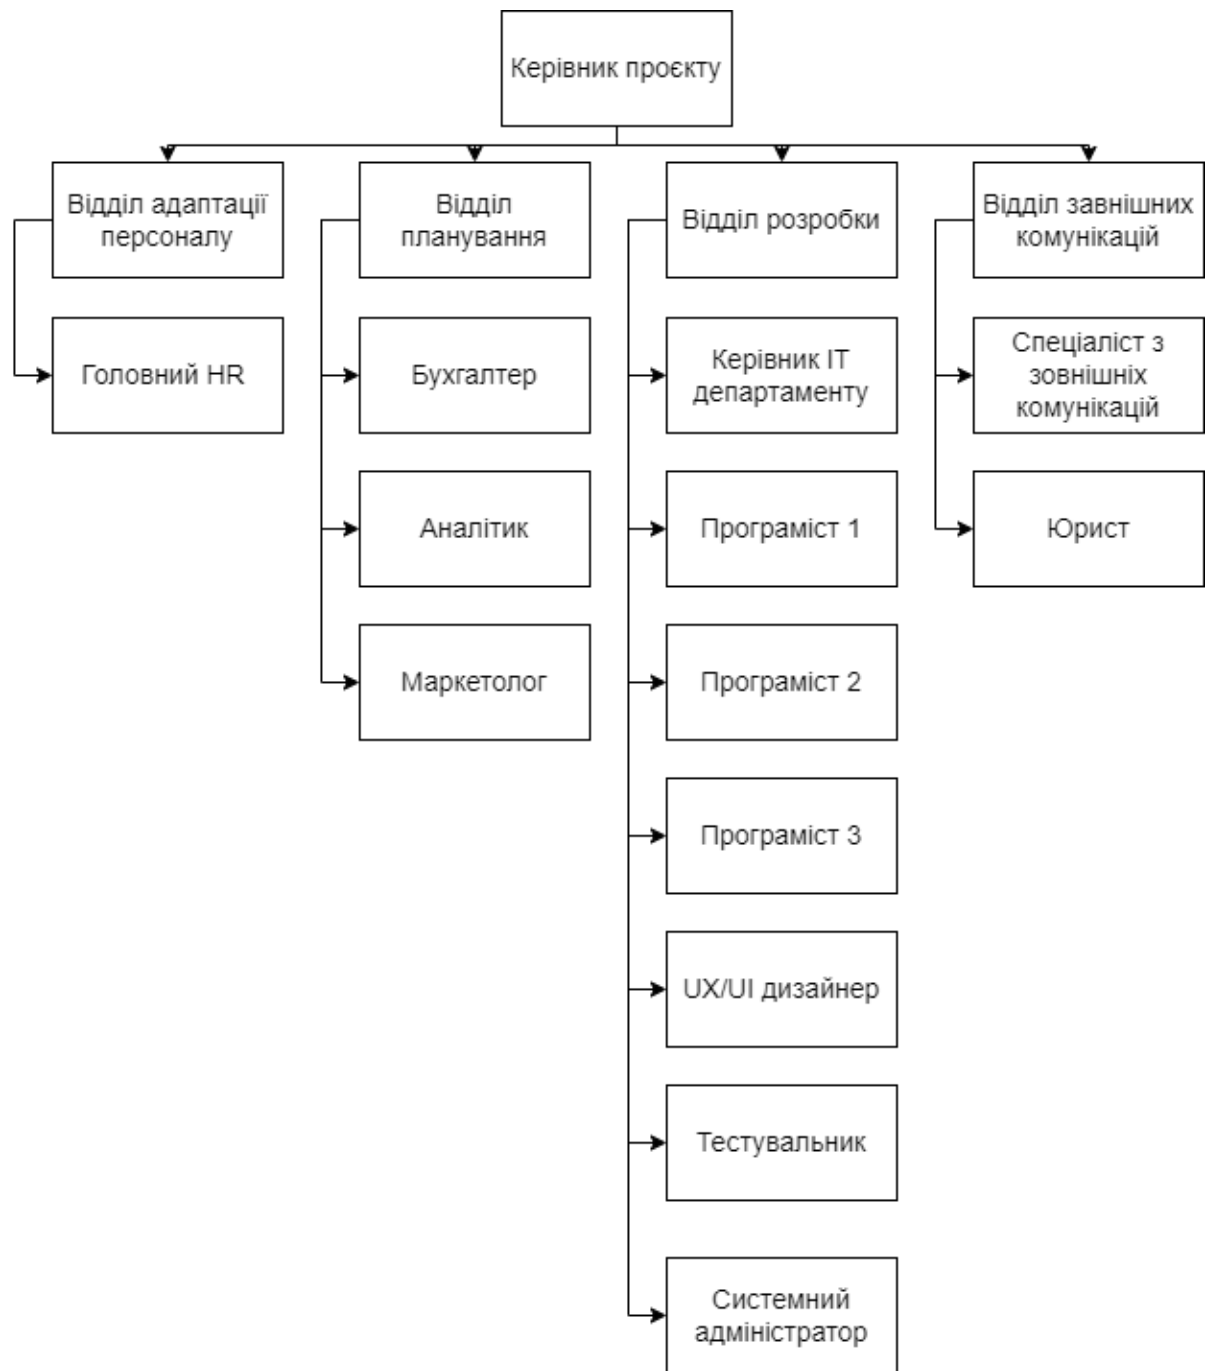 Керівник проєкту
Відділ адаптації
персоналу
Відділ
планування
Відділ розробки
Відділ завнішних
комунікацій
Головний HR
Бухгалтер
Керівник IT
департаменту
Спеціаліст з
зовнішніх
комунікацій
Аналітик
Програміст 1
Юрист
Маркетолог
Програміст 2
Програміст 3
UX/UI дизайнер
Тестувальник
Системний
адміністратор